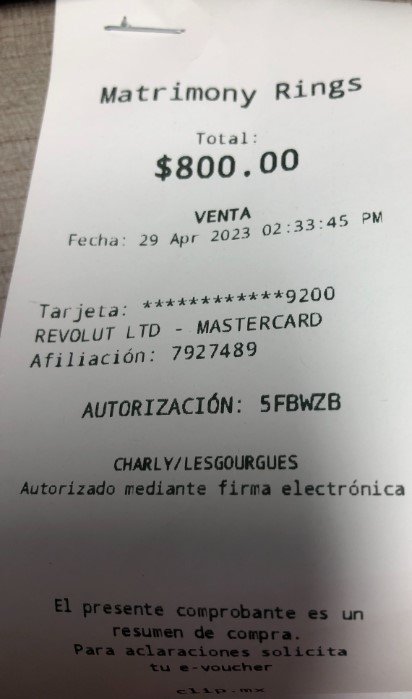 Matrimony Rings
Total:
$800.00
VENTA
Fecha: 29 Apr 2023 02:33:45 PM
Tarjeta: ************9200
REVOLUT LTD - MASTERCARD
Afiliación: 7927489
AUTORIZACIÓN: 5FBWZB
CHARLY/LESGOURGUES
Autorizado mediante firma electrónica
El presente comprobante es un
resumen de compra.
Para aclaraciones solicita
tu e-voucher
clip.mx